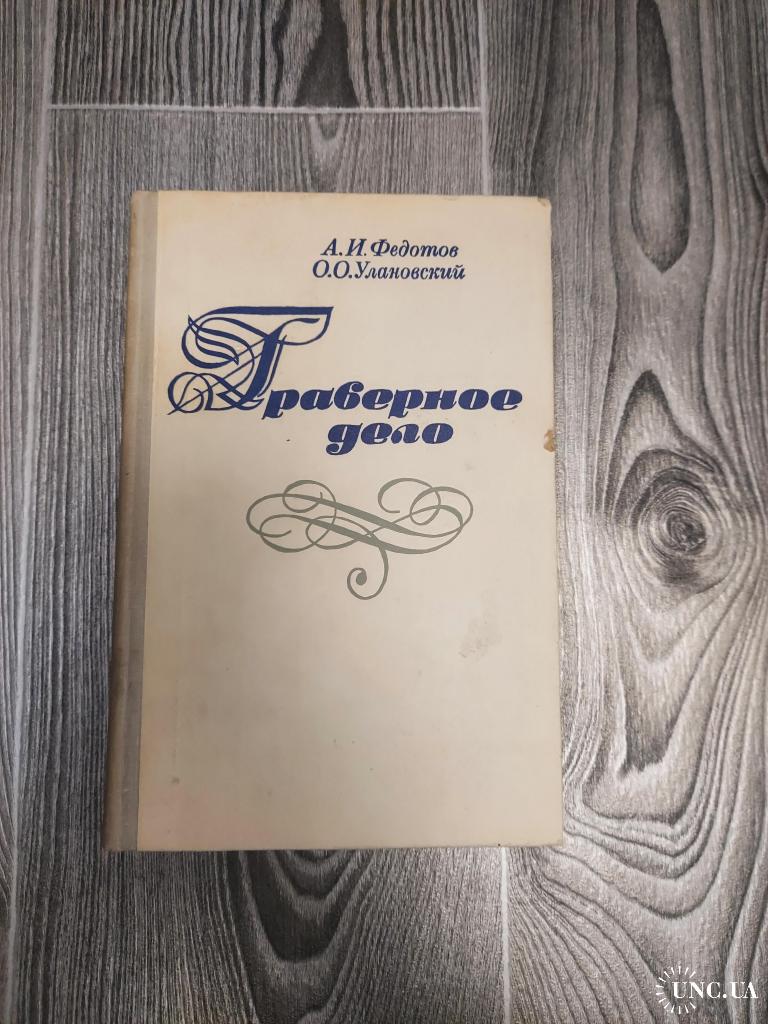 А.И.Федотов
О.О.Улановский
Граверное
дело
UNC.UA